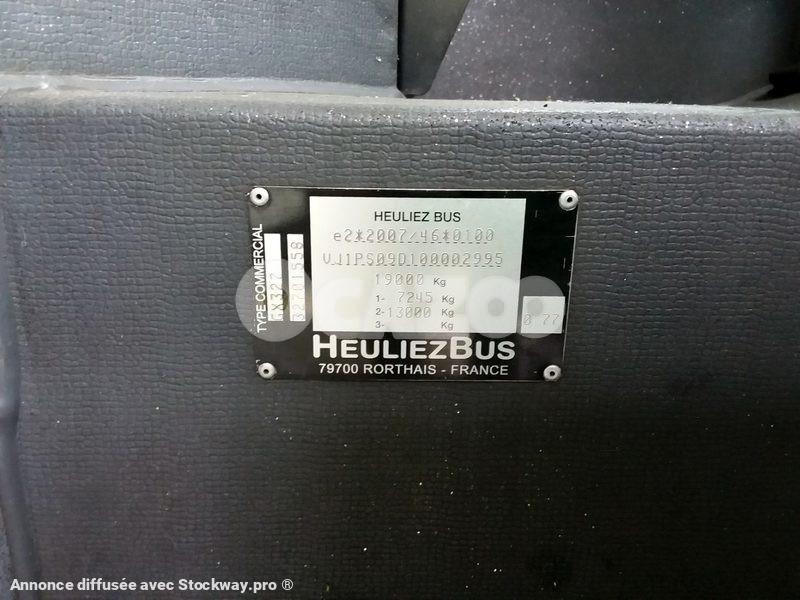 HEULIEZ BUS
e2*2007/46*0100
VJ1PS09D100002995
19000 Kg
1- 7245 Kg
2- 13000 Kg
3- Kg
TYPE COMMERCIAL
GX327
32701558
0 77
HEULIEZBUS
79700 RORTHAIS - FRANCE
Annonce diffusée avec Stockway.pro ®